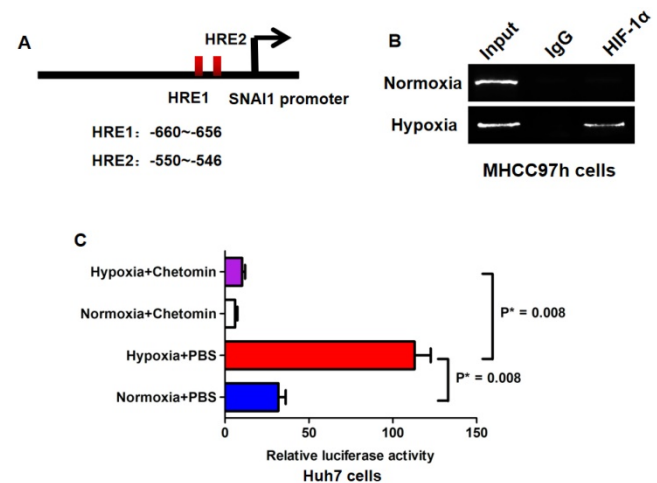 A
HRE2
HRE1
SNAI1 promoter
HRE1: -660~-656
HRE2: -550~-546
B
Input
IgG
HIF-1α
Normoxia
Hypoxia
MHCC97h cells
C
Hypoxia+Chetomin
Normoxia+Chetomin
Hypoxia+PBS
Normoxia+PBS
P* = 0.008
P* = 0.008
0
50
100
150
Relative luciferase activity
Huh7 cells